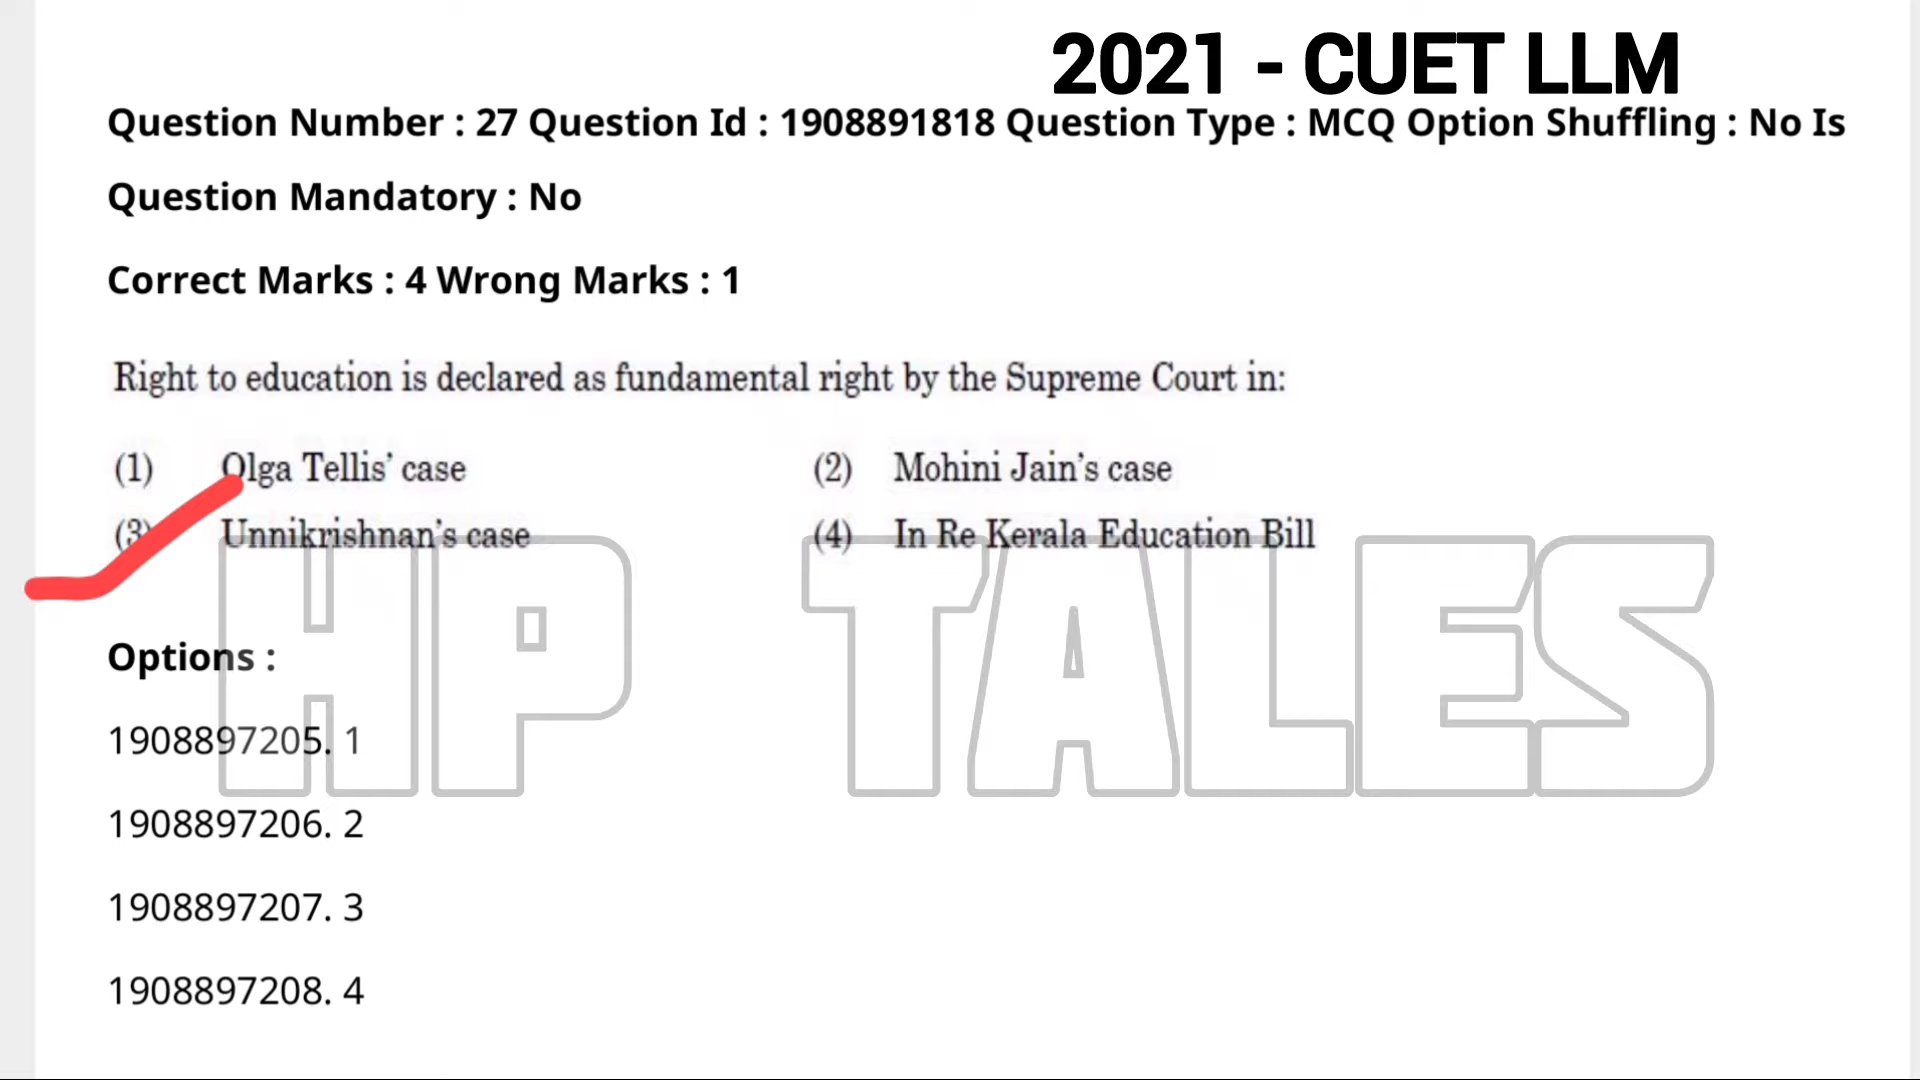 2021 - CUET LLM
Question Number : 27 Question Id : 1908891818 Question Type : MCQ Option Shuffling : No Is
Question Mandatory : No
Correct Marks : 4 Wrong Marks : 1
Right to education is declared as fundamental right by the Supreme Court in:
(1) Olga Tellis’ case (2) Mohini Jain’s case
(3) Unnikrishnan’s case (4) In Re Kerala Education Bill
HP TALES
Options :
1908897205. 1
1908897206. 2
1908897207. 3
1908897208. 4